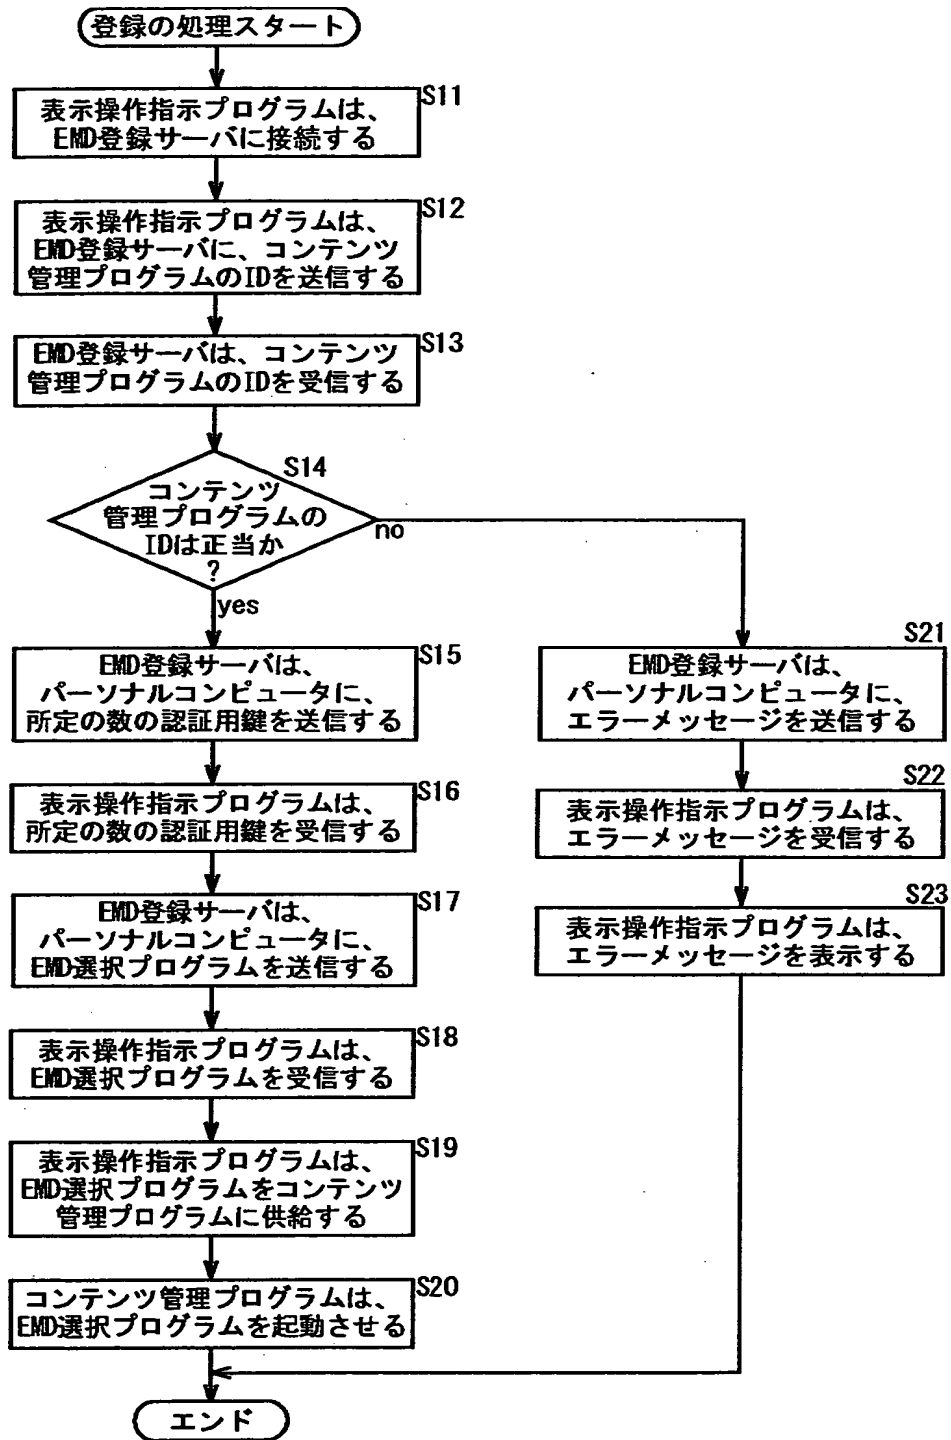 登録の処理スタート
S11
表示操作指示プログラムは、
EMD登録サーバに接続する
S12
表示操作指示プログラムは、
EMD登録サーバに、コンテンツ
管理プログラムのIDを送信する
S13
EMD登録サーバは、コンテンツ
管理プログラムのIDを受信する
S14
コンテンツ
管理プログラムの
IDは正当か
?
no
yes
S15
EMD登録サーバは、
パーソナルコンピュータに、
所定の数の認証用鍵を送信する
S16
表示操作指示プログラムは、
所定の数の認証用鍵を受信する
S17
EMD登録サーバは、
パーソナルコンピュータに、
EMD選択プログラムを送信する
S18
表示操作指示プログラムは、
EMD選択プログラムを受信する
S19
表示操作指示プログラムは、
EMD選択プログラムをコンテンツ
管理プログラムに供給する
S20
コンテンツ管理プログラムは、
EMD選択プログラムを起動させる
S21
EMD登録サーバは、
パーソナルコンピュータに、
エラーメッセージを送信する
S22
表示操作指示プログラムは、
エラーメッセージを受信する
S23
表示操作指示プログラムは、
エラーメッセージを表示する
エンド